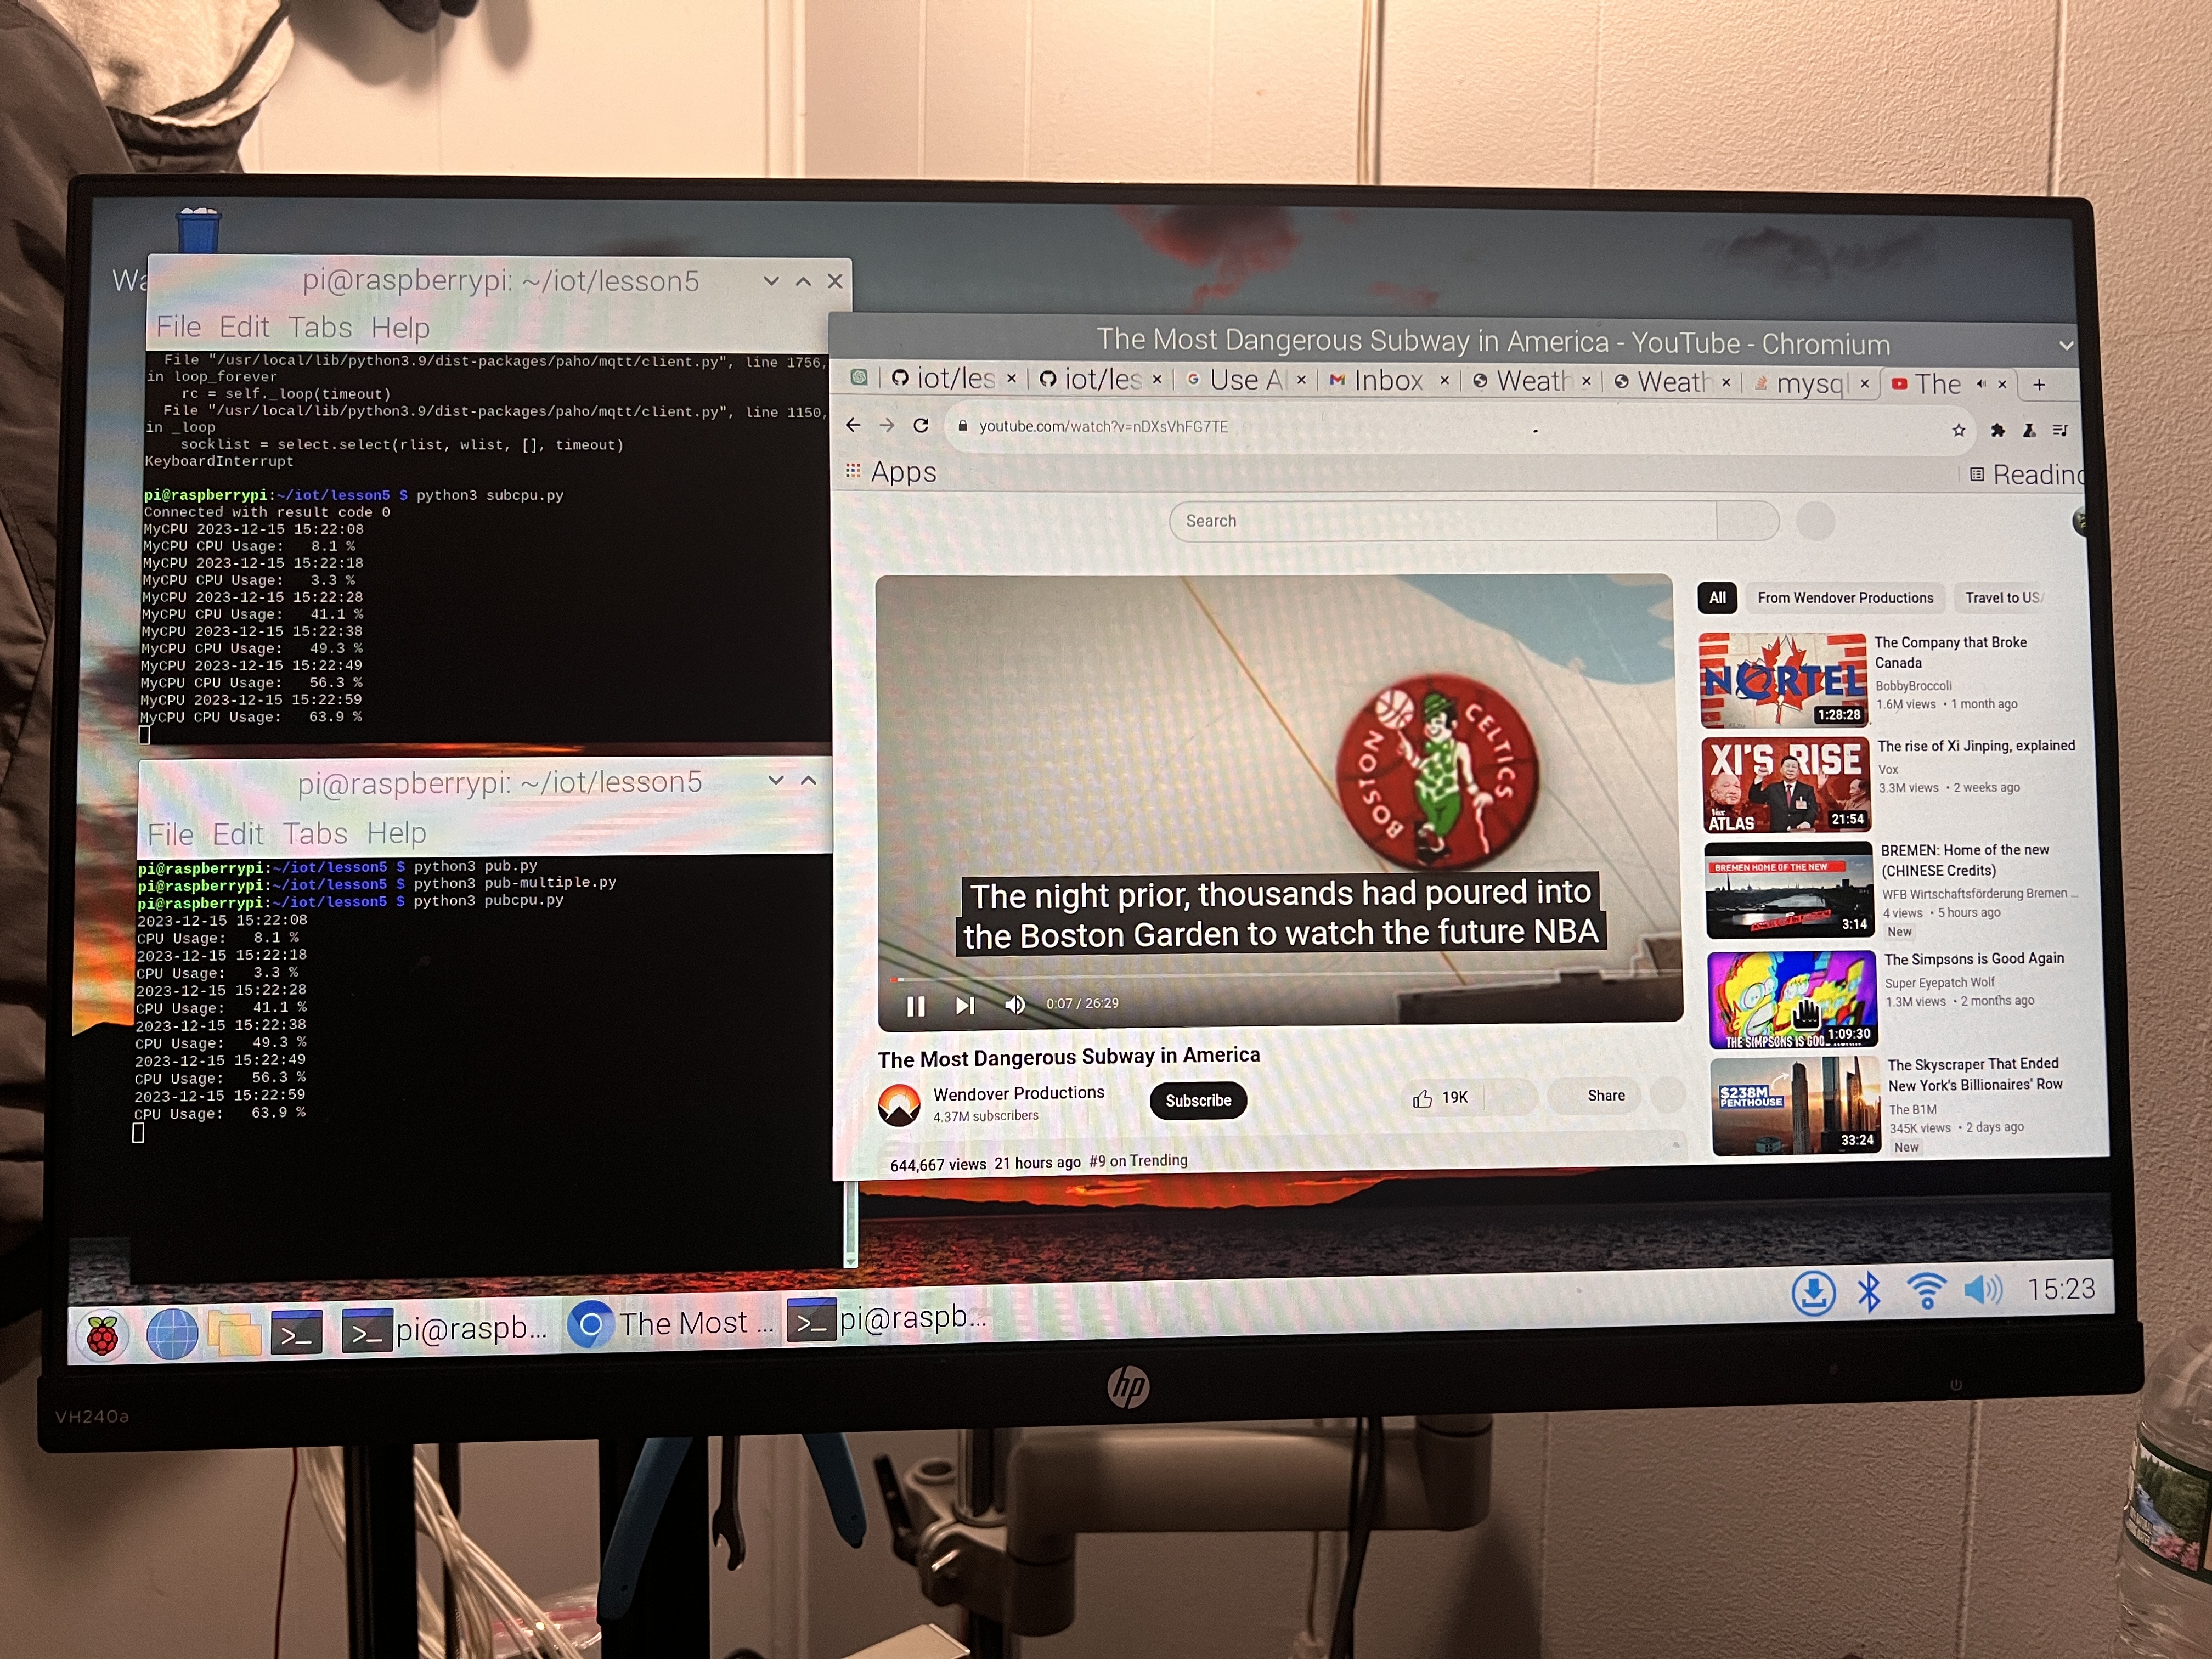 Wa
pi@raspberrypi: ~/iot/lesson5
File Edit Tabs Help
File "/usr/local/lib/python3.9/dist-packages/paho/mqtt/client.py", line 1756,
in loop_forever
rc = self._loop(timeout)
File "/usr/local/lib/python3.9/dist-packages/paho/mqtt/client.py", line 1150,
in _loop
socklist = select.select(rlist, wlist, [], timeout)
KeyboardInterrupt
pi@raspberrypi:~/iot/lesson5 $ python3 subcpu.py
Connected with result code 0
MyCPU 2023-12-15 15:22:08
MyCPU CPU Usage: 8.1 %
MyCPU 2023-12-15 15:22:18
MyCPU CPU Usage: 3.3 %
MyCPU 2023-12-15 15:22:28
MyCPU CPU Usage: 41.1 %
MyCPU 2023-12-15 15:22:38
MyCPU CPU Usage: 49.3 %
MyCPU 2023-12-15 15:22:49
MyCPU CPU Usage: 56.3 %
MyCPU 2023-12-15 15:22:59
MyCPU CPU Usage: 63.9 %
pi@raspberrypi: ~/iot/lesson5
File Edit Tabs Help
pi@raspberrypi:~/iot/lesson5 $ python3 pub.py
pi@raspberrypi:~/iot/lesson5 $ python3 pub-multiple.py
pi@raspberrypi:~/iot/lesson5 $ python3 pubcpu.py
2023-12-15 15:22:08
CPU Usage: 8.1 %
2023-12-15 15:22:18
CPU Usage: 3.3 %
2023-12-15 15:22:28
CPU Usage: 41.1 %
2023-12-15 15:22:38
CPU Usage: 49.3 %
2023-12-15 15:22:49
CPU Usage: 56.3 %
2023-12-15 15:22:59
CPU Usage: 63.9 %
The Most Dangerous Subway in America - YouTube - Chromium
iot/les iot/les Use A Inbox Weath Weath mysql The
youtube.com/watch?v=nDXsVhFG7TE
Apps
Reading
Search
BOSTON CELTICS
The night prior, thousands had poured into
the Boston Garden to watch the future NBA
0:07 / 26:29
The Most Dangerous Subway in America
Wendover Productions
4.37M subscribers
Subscribe
19K
Share
644,667 views 21 hours ago #9 on Trending
All From Wendover Productions Travel to US
NORTEL
1:28:28
The Company that Broke
Canada
BobbyBroccoli
1.6M views • 1 month ago
XI'S RISE
Vox
ATLAS
21:54
The rise of Xi Jinping, explained
Vox
3.3M views • 2 weeks ago
BREMEN HOME OF THE NEW
3:14
BREMEN: Home of the new
(CHINESE Credits)
WFB Wirtschaftsförderung Bremen ...
4 views • 5 hours ago
New
THE SIMPSONS IS GOO
1:09:30
The Simpsons is Good Again
Super Eyepatch Wolf
1.3M views • 2 months ago
$238M
PENTHOUSE
33:24
The Skyscraper That Ended
New York's Billionaires' Row
The B1M
345K views • 2 days ago
New
pi@raspb... The Most ... pi@raspb...
15:23
hp
VH240a